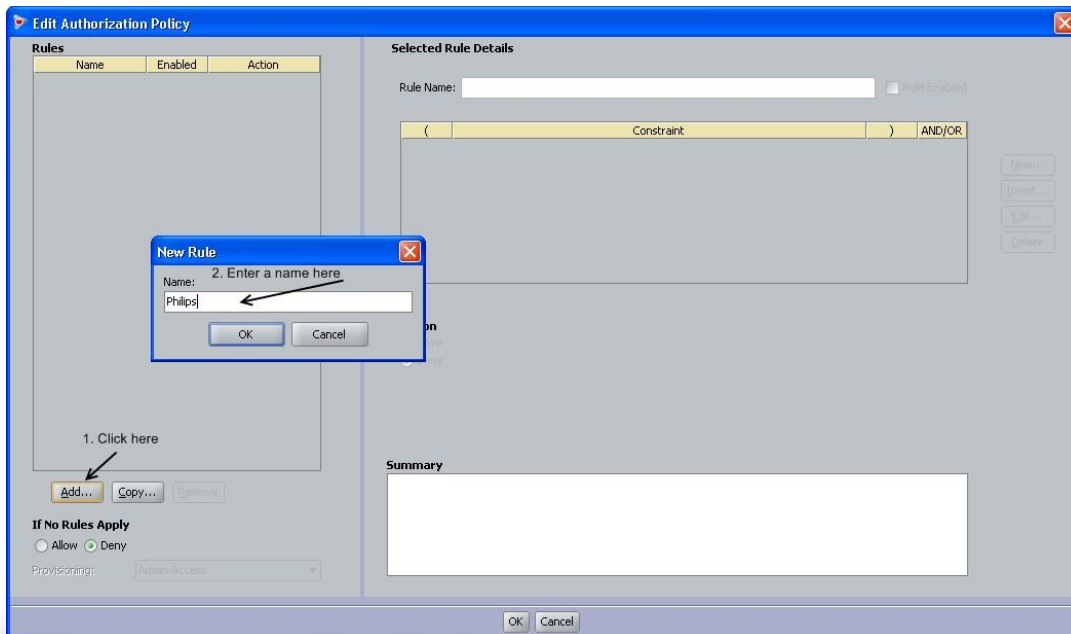 Edit Authorization Policy
Rules
Name Enabled Action
Selected Rule Details
Rule Name: Rule Enabled
( Constraint ) AND/OR
New...
Insert...
Edit...
Delete
New Rule
2. Enter a name here
Name:
Philips
OK Cancel
on
ow
1. Click here
Add... Copy... Remove
If No Rules Apply
Allow Deny
Provisioning: Admin-Access
Summary
OK Cancel